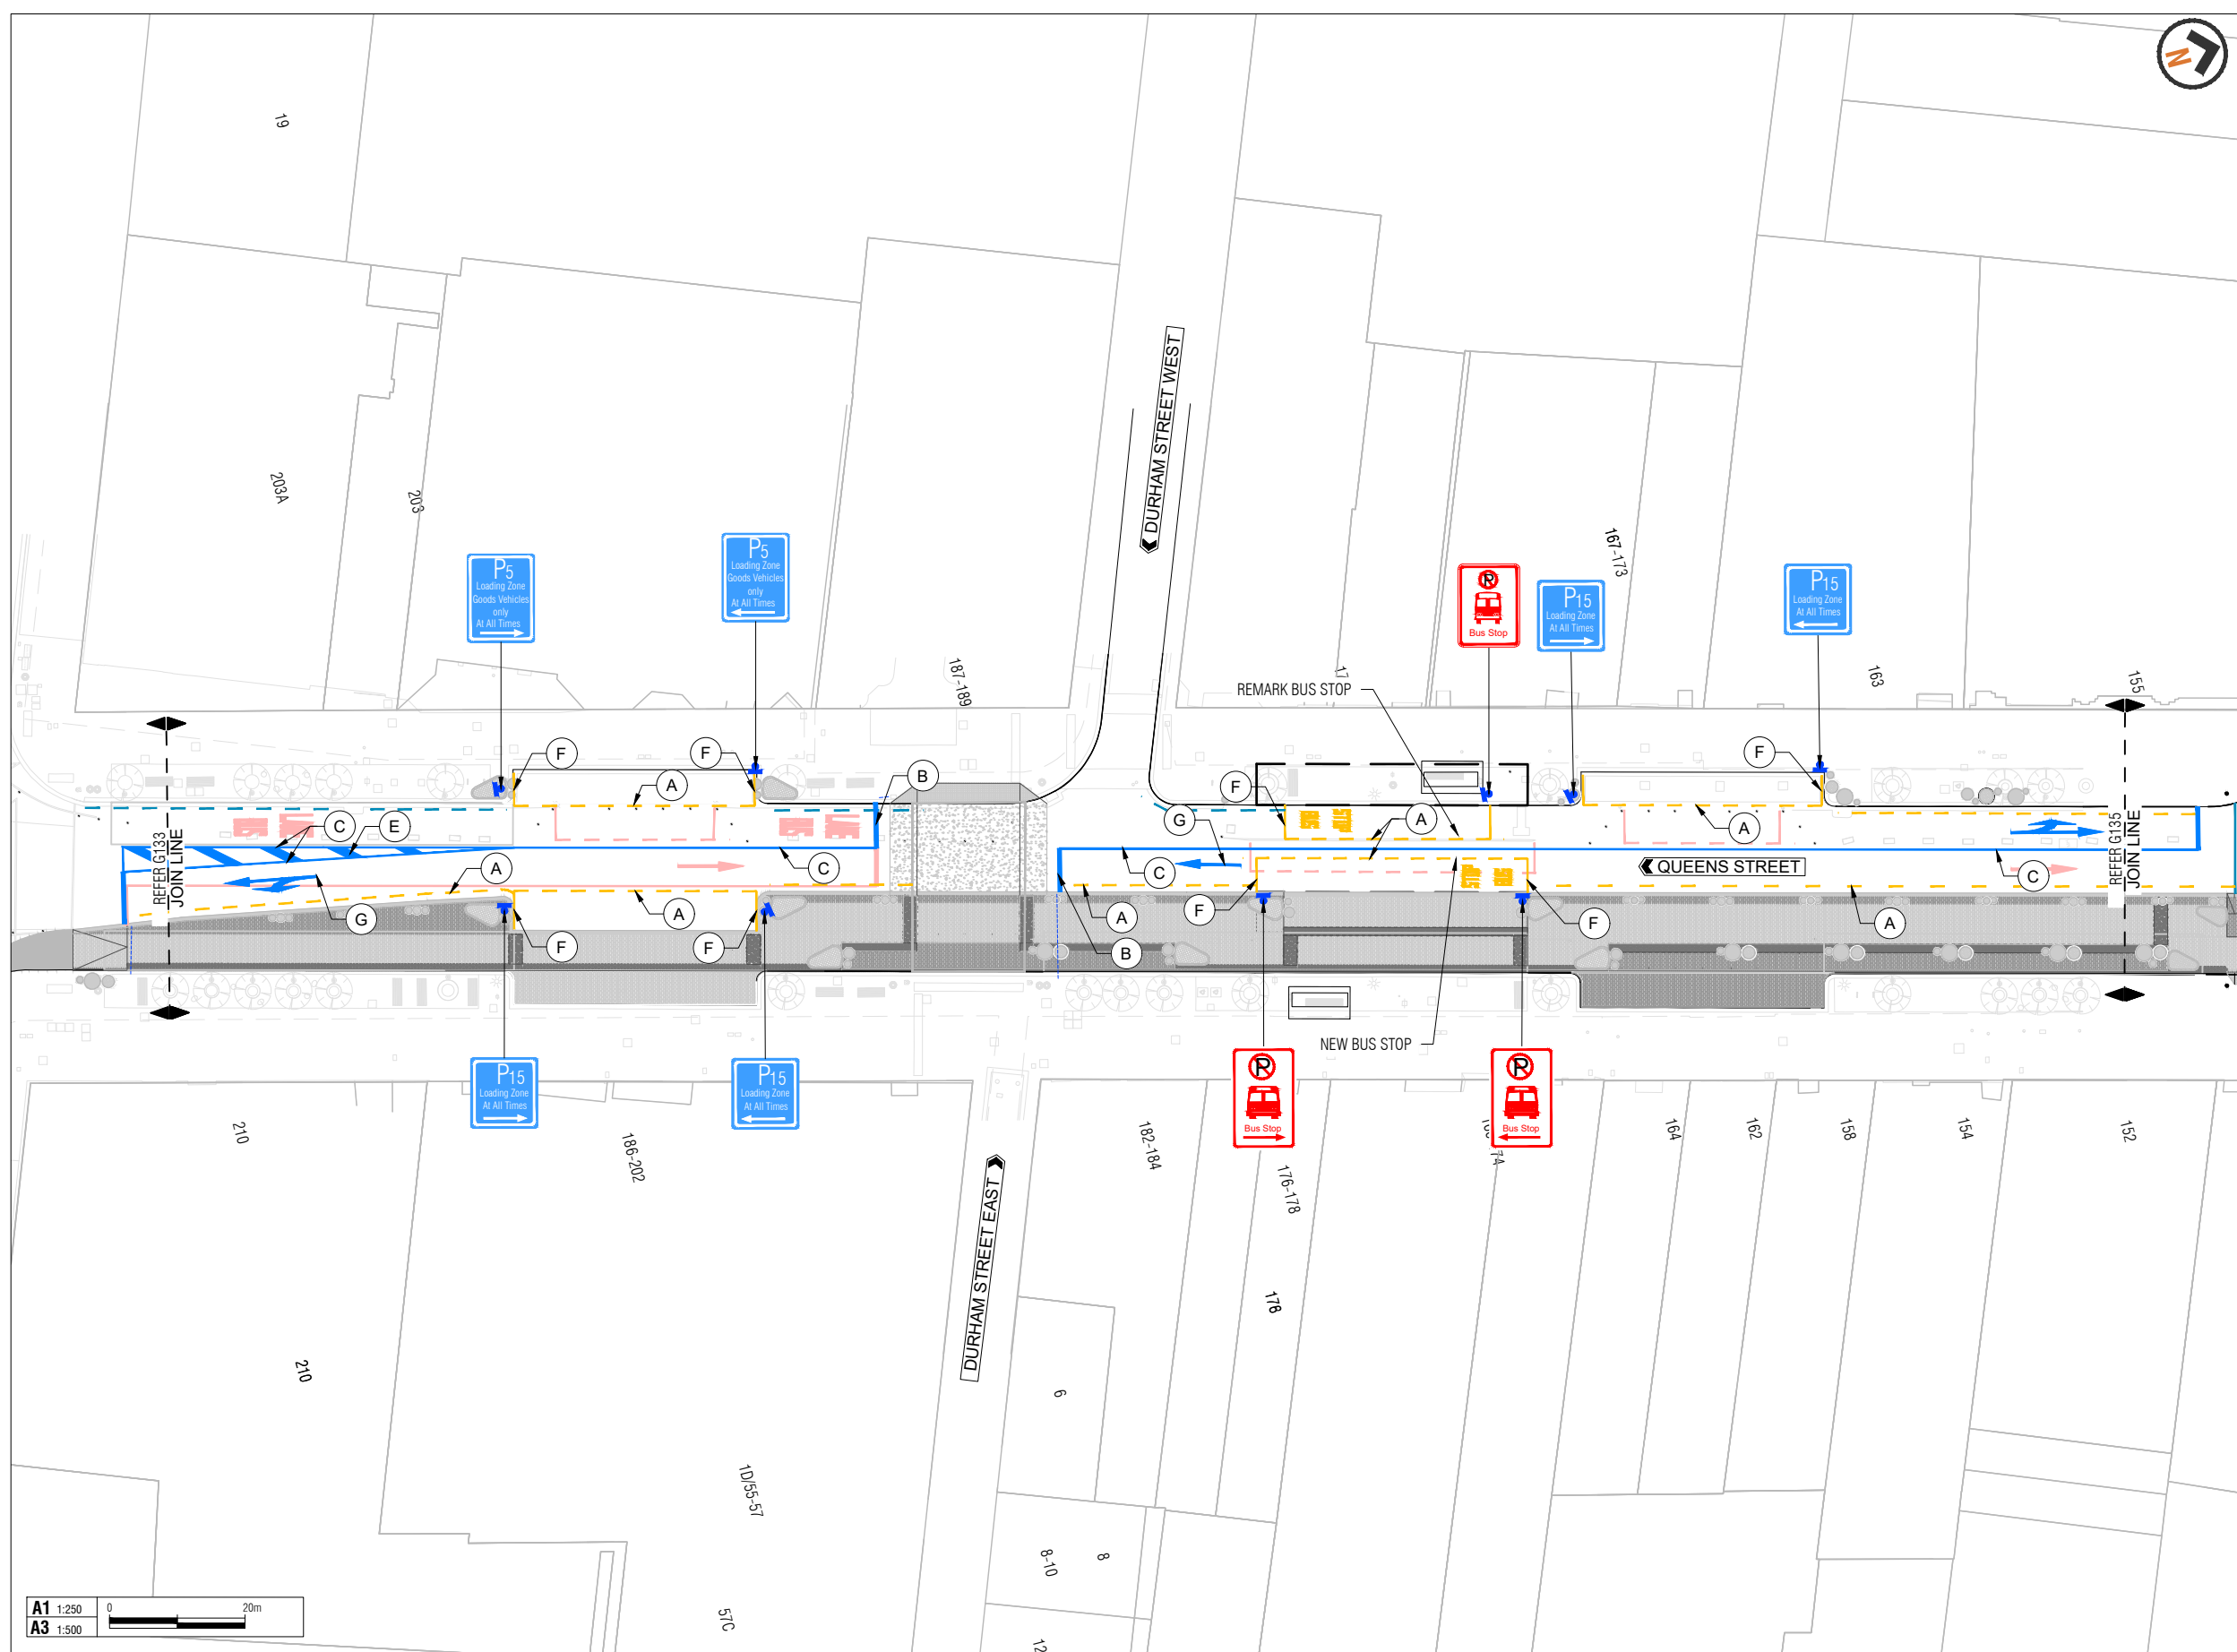 N
19
203A
203
DURHAM STREET WEST
167-173
P5
Loading Zone
Goods Vehicles
only
At All Times
P5
Loading Zone
Goods Vehicles
only
At All Times
P
Bus Stop
P15
Loading Zone
At All Times
P15
Loading Zone
At All Times
187-189
17
163
155
REMARK BUS STOP
REFER G133
JOIN LINE
F
F
A
B
F
G
A
F
A
C
E
C
A
G
A
C
QUEENS STREET
C
REFER G135
JOIN LINE
F
F
F
A
B
F
A
NEW BUS STOP
P15
Loading Zone
At All Times
P15
Loading Zone
At All Times
P
Bus Stop
P
Bus Stop
210
186-202
182-184
176-178
164
162
158
154
152
DURHAM STREET EAST
178
210
6
1D/55-57
8-10
8
57C
12
A1 1:250
A3 1:500
0
20m